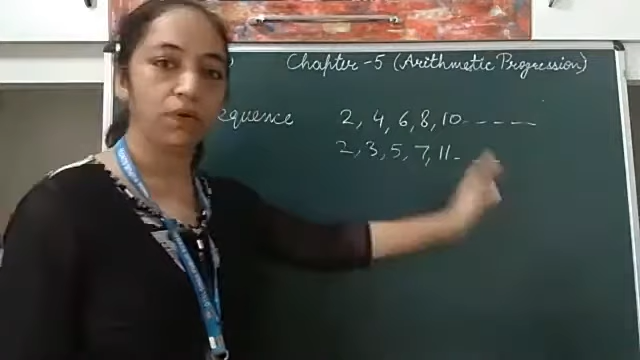 Chapter-5 (Arithmetic Progression)
equence 2, 4, 6, 8, 10-----
2, 3, 5, 7, 11-